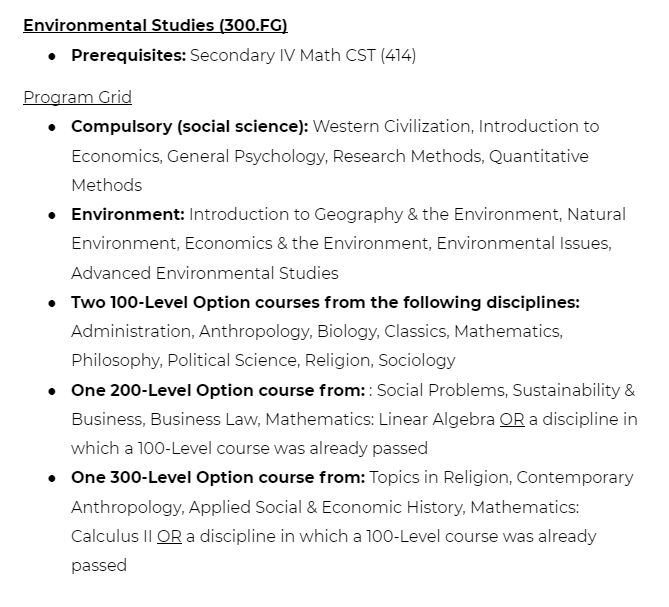 Environmental Studies (300.FG)
● Prerequisites: Secondary IV Math CST (414)
Program Grid
● Compulsory (social science): Western Civilization, Introduction to
Economics, General Psychology, Research Methods, Quantitative
Methods
● Environment: Introduction to Geography & the Environment, Natural
Environment, Economics & the Environment, Environmental Issues,
Advanced Environmental Studies
● Two 100-Level Option courses from the following disciplines:
Administration, Anthropology, Biology, Classics, Mathematics,
Philosophy, Political Science, Religion, Sociology
● One 200-Level Option course from: : Social Problems, Sustainability &
Business, Business Law, Mathematics: Linear Algebra OR a discipline in
which a 100-Level course was already passed
● One 300-Level Option course from: Topics in Religion, Contemporary
Anthropology, Applied Social & Economic History, Mathematics:
Calculus II OR a discipline in which a 100-Level course was already
passed